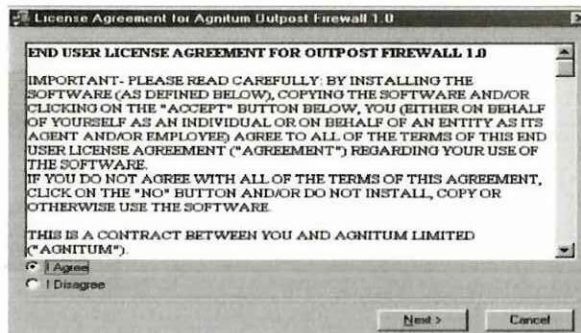 License Agreement for Agnitum Outpost Firewall 1.0
END USER LICENSE AGREEMENT FOR OUTPOST FIREWALL 1.0
IMPORTANT- PLEASE READ CAREFULLY: BY INSTALLING THE
SOFTWARE (AS DEFINED BELOW), COPYING THE SOFTWARE AND/OR
CLICKING ON THE "ACCEPT" BUTTON BELOW, YOU (EITHER ON BEHALF
OF YOURSELF AS AN INDIVIDUAL OR ON BEHALF OF AN ENTITY AS ITS
AGENT AND/OR EMPLOYEE) AGREE TO ALL OF THE TERMS OF THIS END
USER LICENSE AGREEMENT ("AGREEMENT") REGARDING YOUR USE OF
THE SOFTWARE.
IF YOU DO NOT AGREE WITH ALL OF THE TERMS OF THIS AGREEMENT,
CLICK ON THE "NO" BUTTON AND/OR DO NOT INSTALL, COPY OR
OTHERWISE USE THE SOFTWARE.
THIS IS A CONTRACT BETWEEN YOU AND AGNITUM LIMITED
("AGNITUM").
I Agree
I Disagree
Next >
Cancel